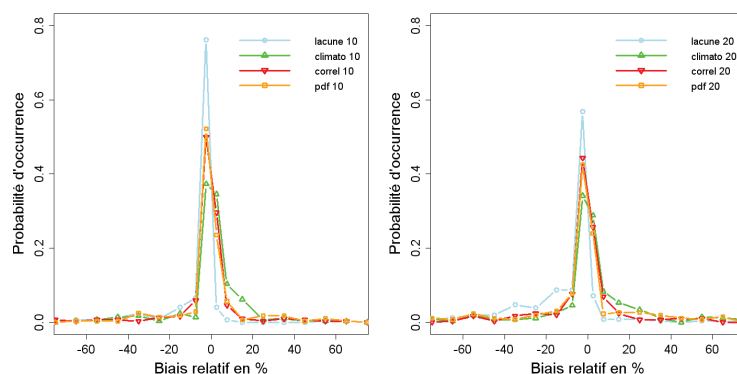 Probabilité d'occurrence
0.0
0.2
0.4
0.6
0.8
lacune 10
climato 10
correl 10
pdf 10
-60 -40 -20 0 20 40 60
Biais relatif en %
Probabilité d'occurrence
0.0
0.2
0.4
0.6
0.8
lacune 20
climato 20
correl 20
pdf 20
-60 -40 -20 0 20 40 60
Biais relatif en %